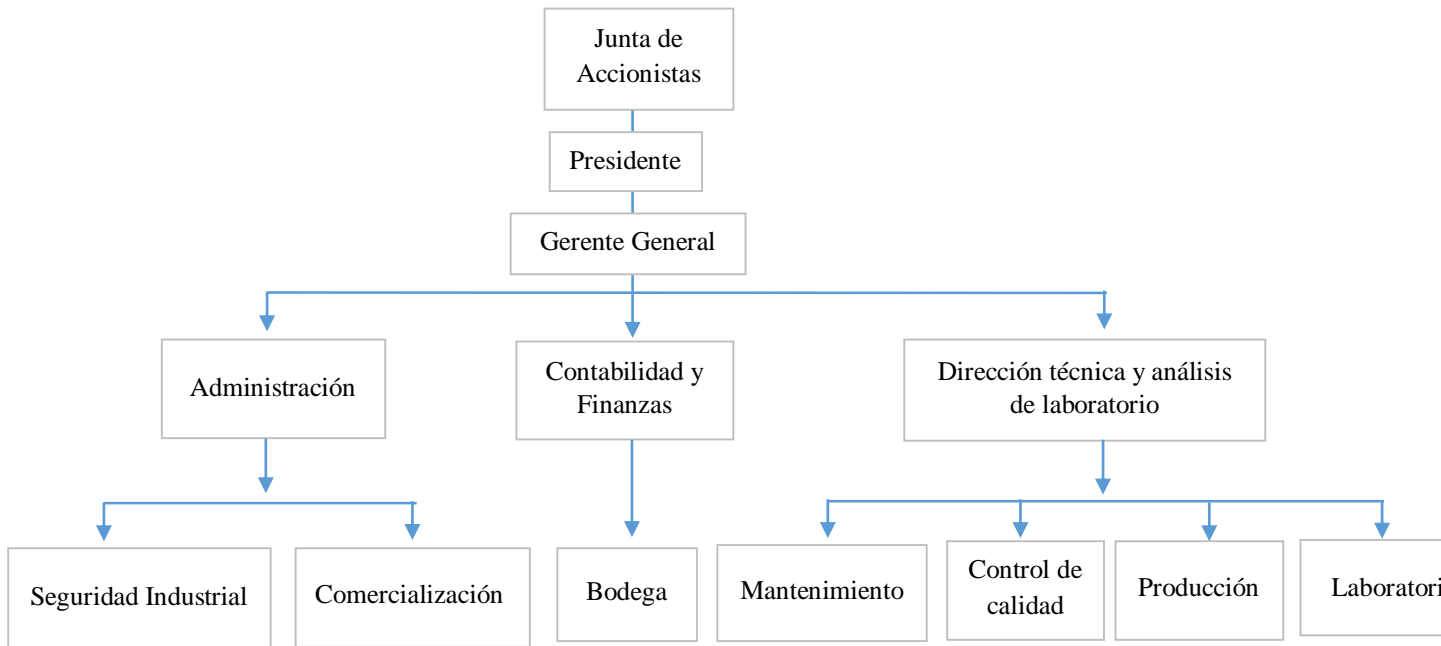 Junta de
Accionistas
Presidente
Gerente General
Administración
Contabilidad y
Finanzas
Dirección técnica y análisis
de laboratorio
Seguridad Industrial
Comercialización
Bodega
Mantenimiento
Control de
calidad
Producción
Laboratori